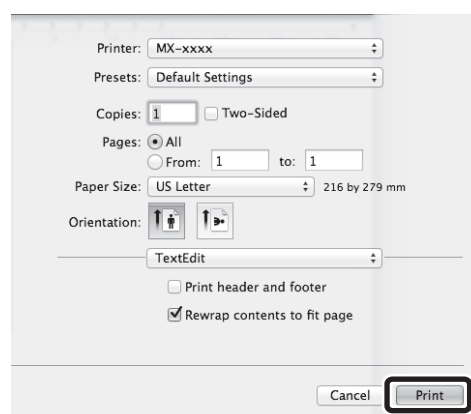 Printer: MX-xxxx
Presets: Default Settings
Copies: 1 Two-Sided
Pages: All
From: 1 to: 1
Paper Size: US Letter 216 by 279 mm
Orientation:
TextEdit
Print header and footer
Rewrap contents to fit page
Cancel Print